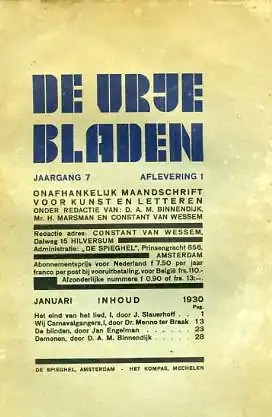 DE VRIJE
BLADEN
JAARGANG 7 AFLEVERING 1
ONAFHANKELIJK MAANDSCHRIFT
VOOR KUNST EN LETTEREN
ONDER REDACTIE VAN: D. A. M. BINNENDIJK,
Mr. H. MARSMAN EN CONSTANT VAN WESSEM
Redactie adres: CONSTANT VAN WESSEM,
Dalweg 15 HILVERSUM
Administratie: „DE SPIEGHEL", Prinsengracht 856,
AMSTERDAM
Abonnementsprijs voor Nederland f 7.50 per jaar
franco per post bij vooruitbetaling, voor België frs. 110.-
Afzonderlijke nummers f 0.90 of frs. 13.-.
JANUARI INHOUD 1930
Pag.
Het eind van het lied, I, door J. Slauerhoff . 1
Wij Carnavalgangers, I, door Dr. Menno ter Braak 13
De blinden, door Jan Engelman - - - - 23
Demonen, door D. A. M. Binnendijk - - - 28
DE SPIEGHEL, AMSTERDAM - HET KOMPAS, MECHELEN